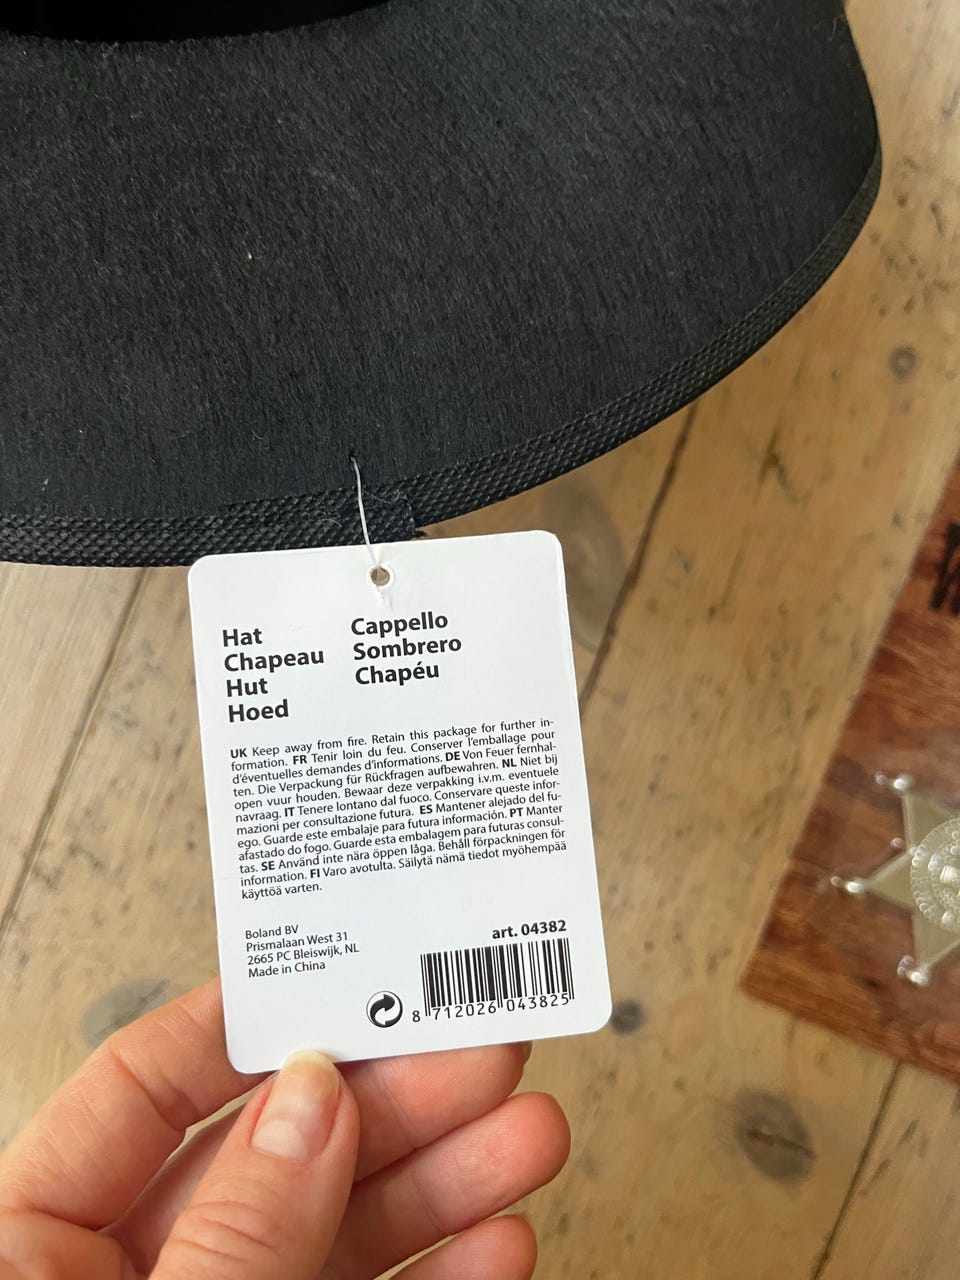 Hat
Chapeau
Hut
Hoed
Cappello
Sombrero
Chapéu
UK Keep away from fire. Retain this package for further in-
formation. FR Tenir loin du feu. Conserver l'emballage pour
d'éventuelles demandes d'informations. DE Von Feuer fernhal-
ten. Die Verpackung für Rückfragen aufbewahren. NL Niet bij
open vuur houden. Bewaar deze verpakking i.v.m. eventuele
navraag. IT Tenere lontano dal fuoco. Conservare queste infor-
mazioni per consultazione futura. ES Mantener alejado del fu-
ego. Guarde este embalaje para futura información. PT Manter
afastado do fogo. Guarde esta embalagem para futuras consul-
tas. SE Använd inte nära öppen låga. Behåll förpackningen för
information. FI Varo avotulta. Säilytä nämä tiedot myöhempää
käyttöä varten.
Boland BV
Prismalaan West 31
2665 PC Bleiswijk, NL
Made in China
art. 04382
8 712026 043825